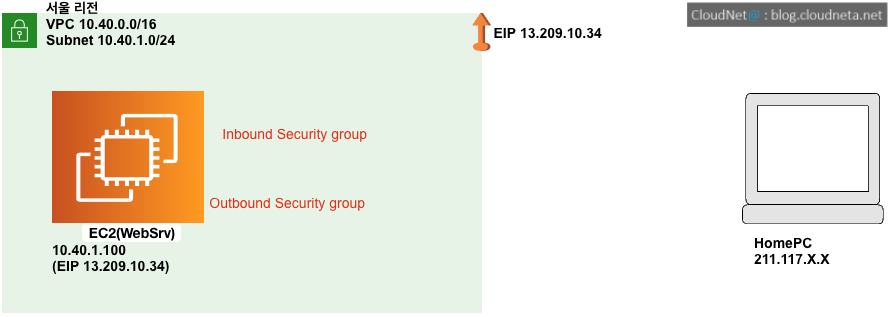 서울 리전
VPC 10.40.0.0/16
Subnet 10.40.1.0/24
EIP 13.209.10.34
CloudNet@ : blog.cloudneta.net
Inbound Security group
Outbound Security group
EC2(WebSrv)
10.40.1.100
(EIP 13.209.10.34)
HomePC
211.117.X.X